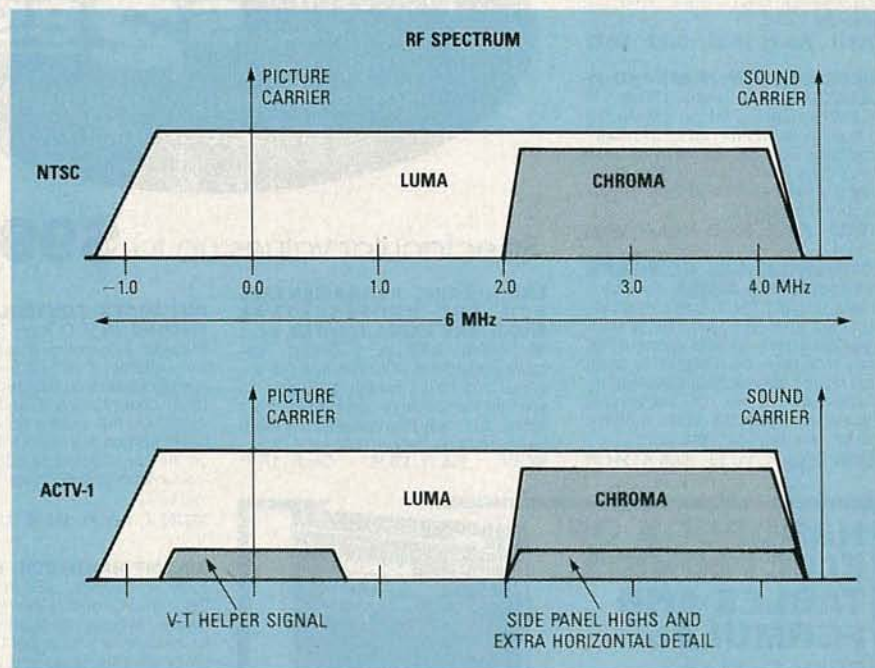 RF SPECTRUM
PICTURE
CARRIER
SOUND
CARRIER
NTSC
LUMA
CHROMA
−1.0 0.0 1.0 2.0 3.0 4.0 MHz
6 MHz
PICTURE
CARRIER
SOUND
CARRIER
ACTV-1
LUMA
CHROMA
V-T HELPER SIGNAL
SIDE PANEL HIGHS AND
EXTRA HORIZONTAL DETAIL